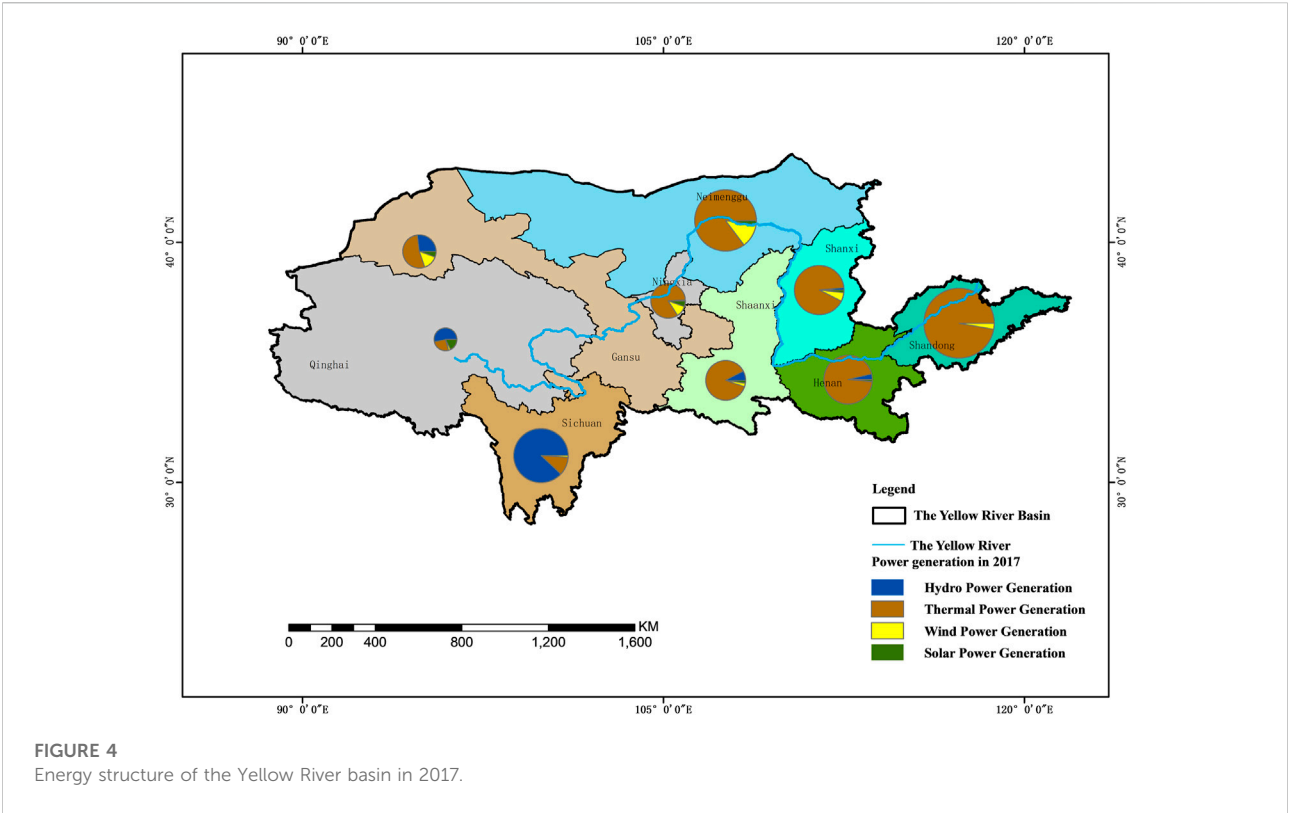 90° 0′0″E
105° 0′0″E
120° 0′0″E
40° 0′0″N
40° 0′0″N
Neimenggu
Shanxi
Ningxia
Shaanxi
Shandong
Gansu
Qinghai
Henan
Sichuan
30° 0′0″N
30° 0′0″N
Legend
The Yellow River Basin
The Yellow River
Power generation in 2017
Hydro Power Generation
Thermal Power Generation
Wind Power Generation
Solar Power Generation
KM
0 200 400 800 1,200 1,600
90° 0′0″E
105° 0′0″E
120° 0′0″E
FIGURE 4
Energy structure of the Yellow River basin in 2017.